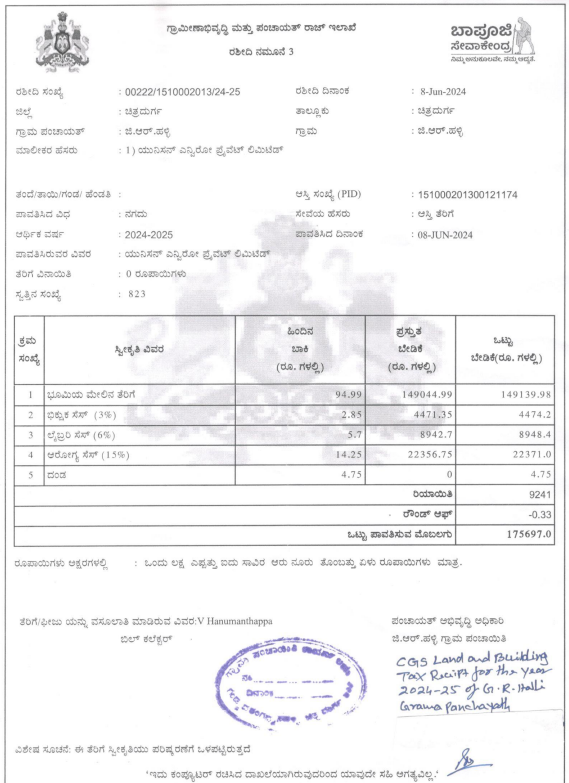 ಗ್ರಾಮೀಣಾಭಿವೃದ್ಧಿ ಮತ್ತು ಪಂಚಾಯತ್ ರಾಜ್ ಇಲಾಖೆ
ರಶೀದಿ ನಮೂನೆ 3
ಬಾಪೂಜಿ
ಸೇವಾಕೇಂದ್ರ
ನಿಮ್ಮ ಅನುಕೂಲವೇ, ನಮ್ಮ ಆದ್ಯತೆ.
ರಶೀದಿ ಸಂಖ್ಯೆ : 00222/1510002013/24-25 ರಶೀದಿ ದಿನಾಂಕ : 8-Jun-2024
ಜಿಲ್ಲೆ : ಚಿತ್ರದುರ್ಗ ತಾಲ್ಲೂಕು : ಚಿತ್ರದುರ್ಗ
ಗ್ರಾಮ ಪಂಚಾಯತ್ : ಜಿ.ಆರ್.ಹಳ್ಳಿ ಗ್ರಾಮ : ಜಿ.ಆರ್.ಹಳ್ಳಿ
ಮಾಲೀಕರ ಹೆಸರು : 1) ಯುನಿಸನ್ ಎನ್ವಿರೋ ಪ್ರೈವೆಟ್ ಲಿಮಿಟೆಡ್
ತಂದೆ/ತಾಯಿ/ಗಂಡ/ ಹೆಂಡತಿ : ಆಸ್ತಿ ಸಂಖ್ಯೆ (PID) : 151000201300121174
ಪಾವತಿಸಿದ ವಿಧ : ನಗದು ಸೇವೆಯ ಹೆಸರು : ಆಸ್ತಿ ತೆರಿಗೆ
ಆರ್ಥಿಕ ವರ್ಷ : 2024-2025 ಪಾವತಿಸಿದ ದಿನಾಂಕ : 08-JUN-2024
ಪಾವತಿಸಿರುವರ ವಿವರ : ಯುನಿಸನ್ ಎನ್ವಿರೋ ಪ್ರೈವೆಟ್ ಲಿಮಿಟೆಡ್
ತೆರಿಗೆ ವಿನಾಯಿತಿ : 0 ರೂಪಾಯಿಗಳು
ಸ್ವತ್ತಿನ ಸಂಖ್ಯೆ : 823
ಕ್ರಮ ಸಂಖ್ಯೆ ಸ್ವೀಕೃತಿ ವಿವರ ಹಿಂದಿನ ಬಾಕಿ (ರೂ. ಗಳಲ್ಲಿ) ಪ್ರಸ್ತುತ ಬೇಡಿಕೆ (ರೂ. ಗಳಲ್ಲಿ) ಒಟ್ಟು ಬೇಡಿಕೆ(ರೂ. ಗಳಲ್ಲಿ)
1 ಭೂಮಿಯ ಮೇಲಿನ ತೆರಿಗೆ 94.99 149044.99 149139.98
2 ಭಿಕ್ಷುಕ ಸೆಸ್ (3%) 2.85 4471.35 4474.2
3 ಲೈಬ್ರರಿ ಸೆಸ್ (6%) 5.7 8942.7 8948.4
4 ಆರೋಗ್ಯ ಸೆಸ್ (15%) 14.25 22356.75 22371.0
5 ದಂಡ 4.75 0 4.75
ರಿಯಾಯಿತಿ 9241
ರೌಂಡ್ ಆಫ್ -0.33
ಒಟ್ಟು ಪಾವತಿಸುವ ಮೊಬಲಗು 175697.0
ರೂಪಾಯಿಗಳು ಅಕ್ಷರಗಳಲ್ಲಿ : ಒಂದು ಲಕ್ಷ ಎಪ್ಪತ್ತು ಐದು ಸಾವಿರ ಆರು ನೂರು ತೊಂಬತ್ತು ಏಳು ರೂಪಾಯಿಗಳು ಮಾತ್ರ.
ತೆರಿಗೆ/ಫೀಜು ಯನ್ನು ವಸೂಲಾತಿ ಮಾಡಿರುವ ವಿವರ:V Hanumanthappa
ಬಿಲ್ ಕಲೆಕ್ಟರ್
ಪಂಚಾಯತ್ ಅಭಿವೃದ್ಧಿ ಅಧಿಕಾರಿ
ಜಿ.ಆರ್.ಹಳ್ಳಿ ಗ್ರಾಮ ಪಂಚಾಯಿತಿ
CGS Land and Building
Tax Recipt for the year
2024-25 of G.R.Halli
Grama Panchayath
ದಿನಾಂಕ
ವಿಶೇಷ ಸೂಚನೆ: ಈ ತೆರಿಗೆ ಸ್ವೀಕೃತಿಯು ಪರಿಷ್ಕರಣೆಗೆ ಒಳಪಟ್ಟಿರುತ್ತದೆ
'ಇದು ಕಂಪ್ಯೂಟರ್ ರಚಿಸಿದ ದಾಖಲೆಯಾಗಿರುವುದರಿಂದ ಯಾವುದೇ ಸಹಿ ಅಗತ್ಯವಿಲ್ಲ.'